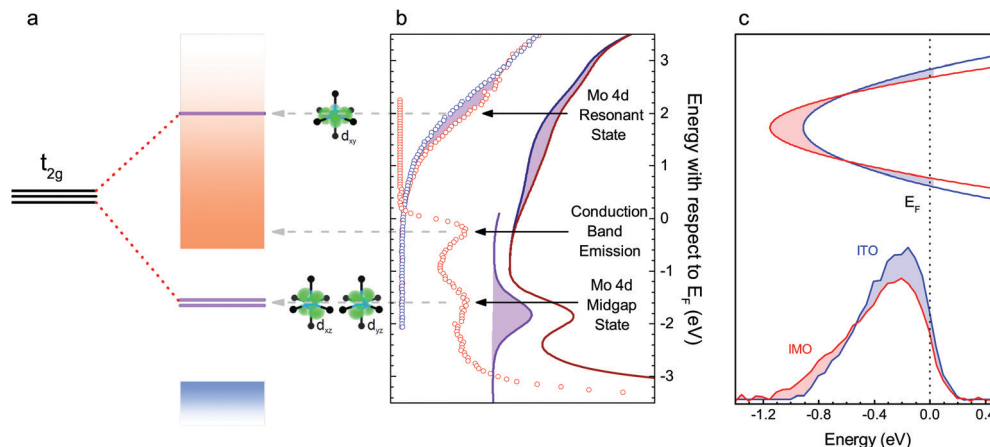 a
t2g
dxy
dxz
dyz
b
Mo 4d
Resonant
State
Conduction
Band
Emission
Mo 4d
Midgap
State
3
2
1
0
-1
-2
-3
Energy with respect to EF (eV)
c
EF
ITO
IMO
-1.2
-0.8
-0.4
0.0
0.4
Energy (eV)